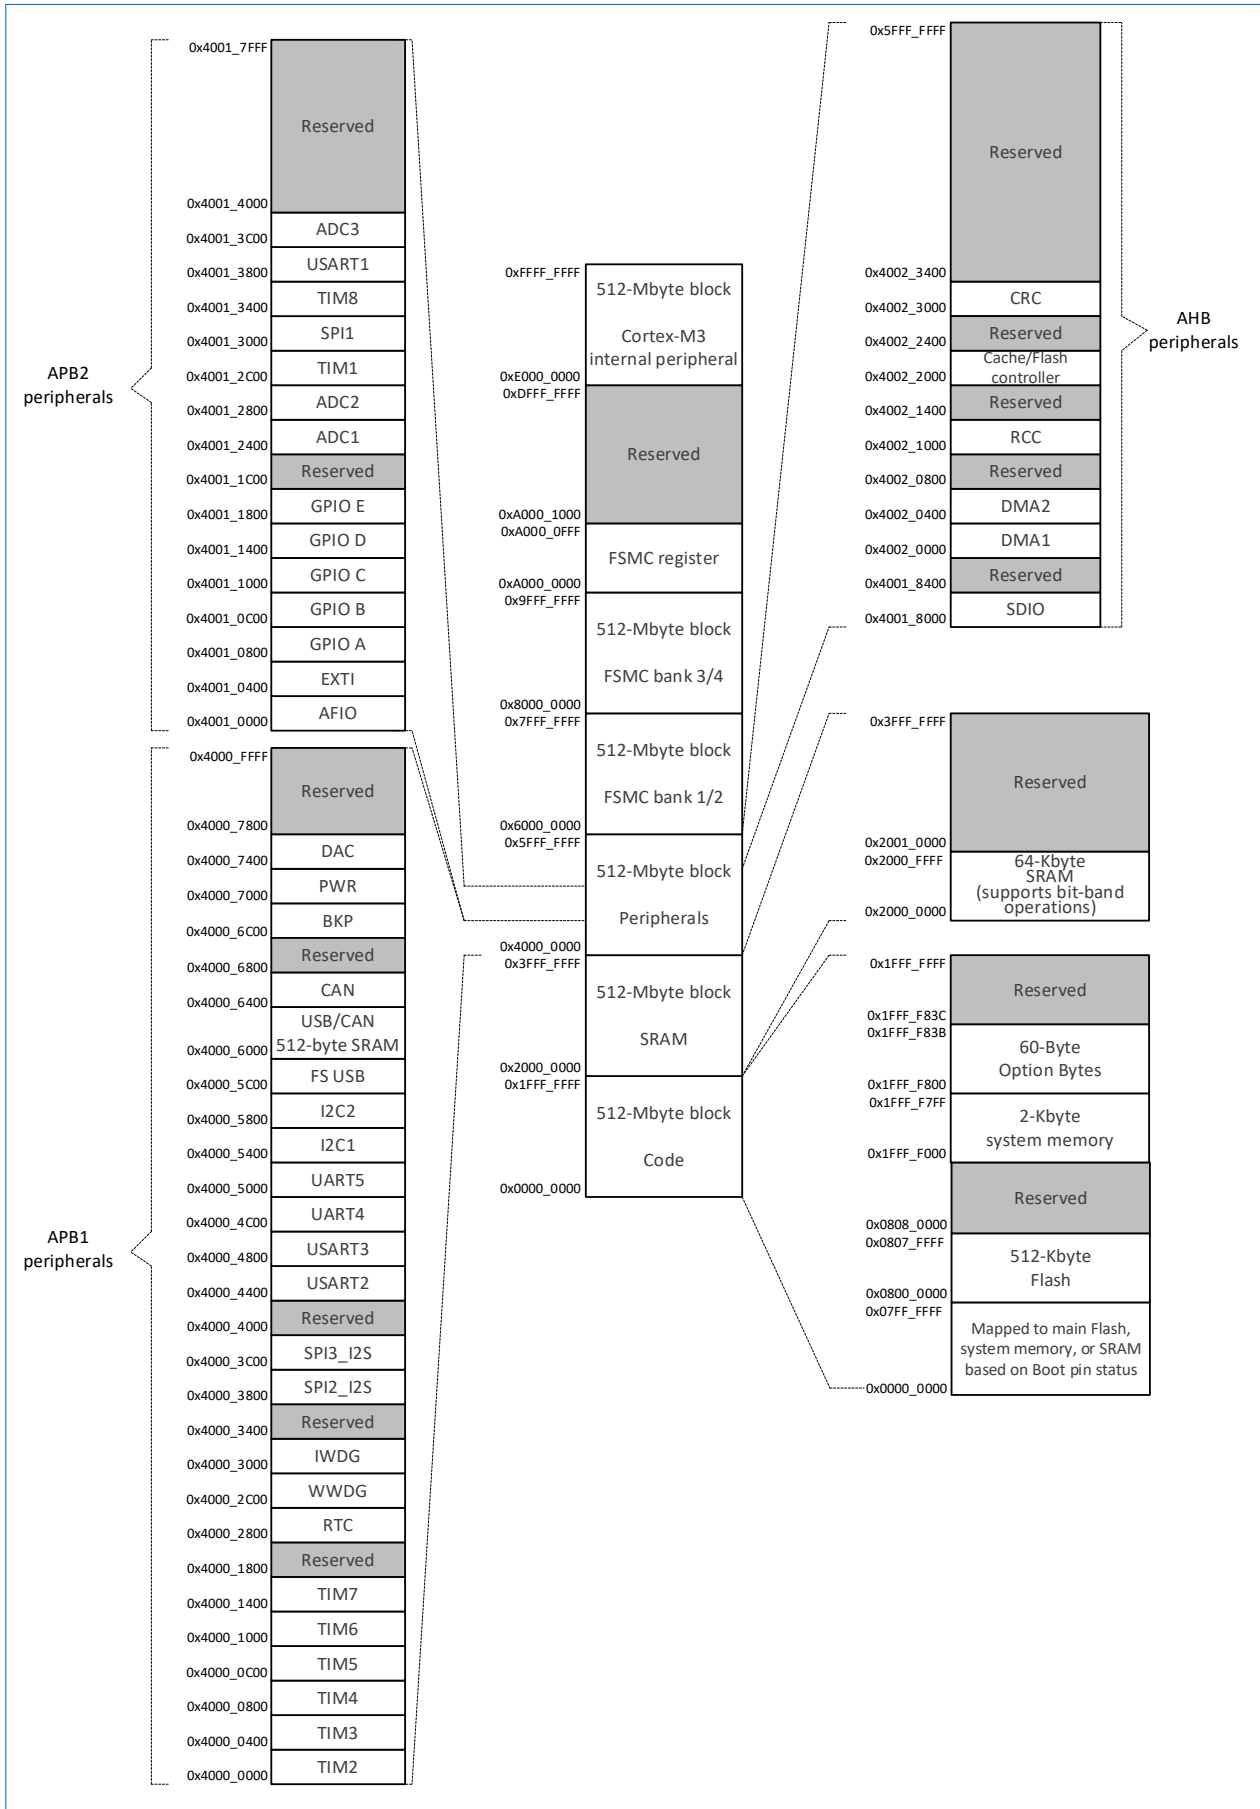 0x4001_7FFF
Reserved
0x4001_4000
ADC3
0x4001_3C00
USART1
0x4001_3800
TIM8
0x4001_3400
SPI1
0x4001_3000
TIM1
0x4001_2C00
ADC2
0x4001_2800
ADC1
0x4001_2400
Reserved
0x4001_1C00
GPIO E
0x4001_1800
GPIO D
0x4001_1400
GPIO C
0x4001_1000
GPIO B
0x4001_0C00
GPIO A
0x4001_0800
EXTI
0x4001_0400
AFIO
0x4001_0000
APB2
peripherals
0x4000_FFFF
Reserved
0x4000_7800
DAC
0x4000_7400
PWR
0x4000_7000
BKP
0x4000_6C00
Reserved
0x4000_6800
CAN
0x4000_6400
USB/CAN
512-byte SRAM
0x4000_6000
FS USB
0x4000_5C00
I2C2
0x4000_5800
I2C1
0x4000_5400
UART5
0x4000_5000
UART4
0x4000_4C00
USART3
0x4000_4800
USART2
0x4000_4400
Reserved
0x4000_4000
SPI3_I2S
0x4000_3C00
SPI2_I2S
0x4000_3800
Reserved
0x4000_3400
IWDG
0x4000_3000
WWDG
0x4000_2C00
RTC
0x4000_2800
Reserved
0x4000_1800
TIM7
0x4000_1400
TIM6
0x4000_1000
TIM5
0x4000_0C00
TIM4
0x4000_0800
TIM3
0x4000_0400
TIM2
0x4000_0000
APB1
peripherals
0xFFFF_FFFF
512-Mbyte block
Cortex-M3
internal peripheral
0xE000_0000
0xDFFF_FFFF
Reserved
0xA000_1000
0xA000_0FFF
FSMC register
0xA000_0000
0x9FFF_FFFF
512-Mbyte block
FSMC bank 3/4
0x8000_0000
0x7FFF_FFFF
512-Mbyte block
FSMC bank 1/2
0x6000_0000
0x5FFF_FFFF
512-Mbyte block
Peripherals
0x4000_0000
0x3FFF_FFFF
512-Mbyte block
SRAM
0x2000_0000
0x1FFF_FFFF
512-Mbyte block
Code
0x0000_0000
0x5FFF_FFFF
Reserved
0x4002_3400
CRC
0x4002_3000
Reserved
0x4002_2400
Cache/Flash
controller
0x4002_2000
Reserved
0x4002_1400
RCC
0x4002_1000
Reserved
0x4002_0800
DMA2
0x4002_0400
DMA1
0x4002_0000
Reserved
0x4001_8400
SDIO
0x4001_8000
AHB
peripherals
0x3FFF_FFFF
Reserved
0x2001_0000
0x2000_FFFF
64-Kbyte
SRAM
(supports bit-band
operations)
0x2000_0000
0x1FFF_FFFF
Reserved
0x1FFF_F83C
0x1FFF_F83B
60-Byte
Option Bytes
0x1FFF_F800
0x1FFF_F7FF
2-Kbyte
system memory
0x1FFF_F000
Reserved
0x0808_0000
0x0807_FFFF
512-Kbyte
Flash
0x0800_0000
0x07FF_FFFF
Mapped to main Flash,
system memory, or SRAM
based on Boot pin status
0x0000_0000